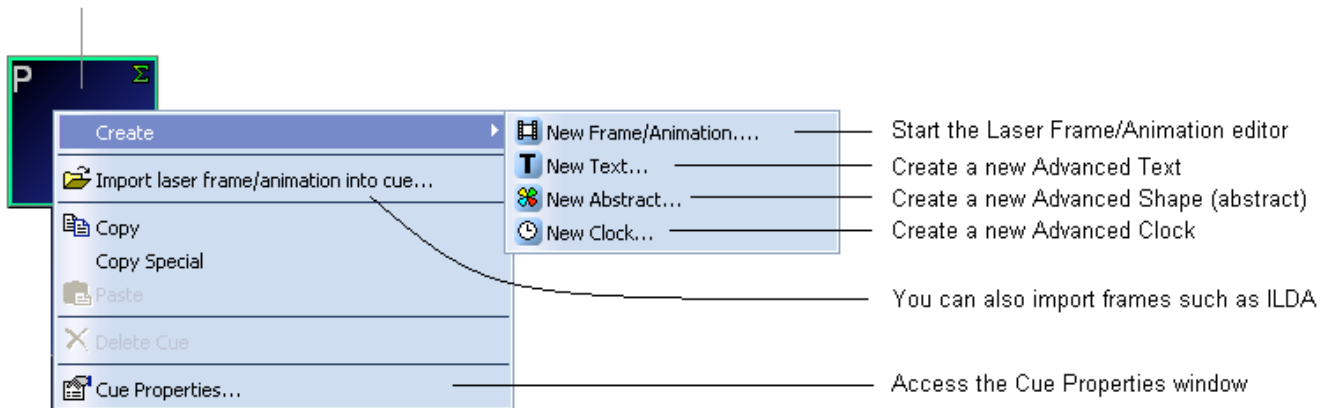 P Σ
Create
Import laser frame/animation into cue...
Copy
Copy Special
Paste
Delete Cue
Cue Properties...
New Frame/Animation....
T New Text...
New Abstract...
New Clock...
Start the Laser Frame/Animation editor
Create a new Advanced Text
Create a new Advanced Shape (abstract)
Create a new Advanced Clock
You can also import frames such as ILDA
Access the Cue Properties window